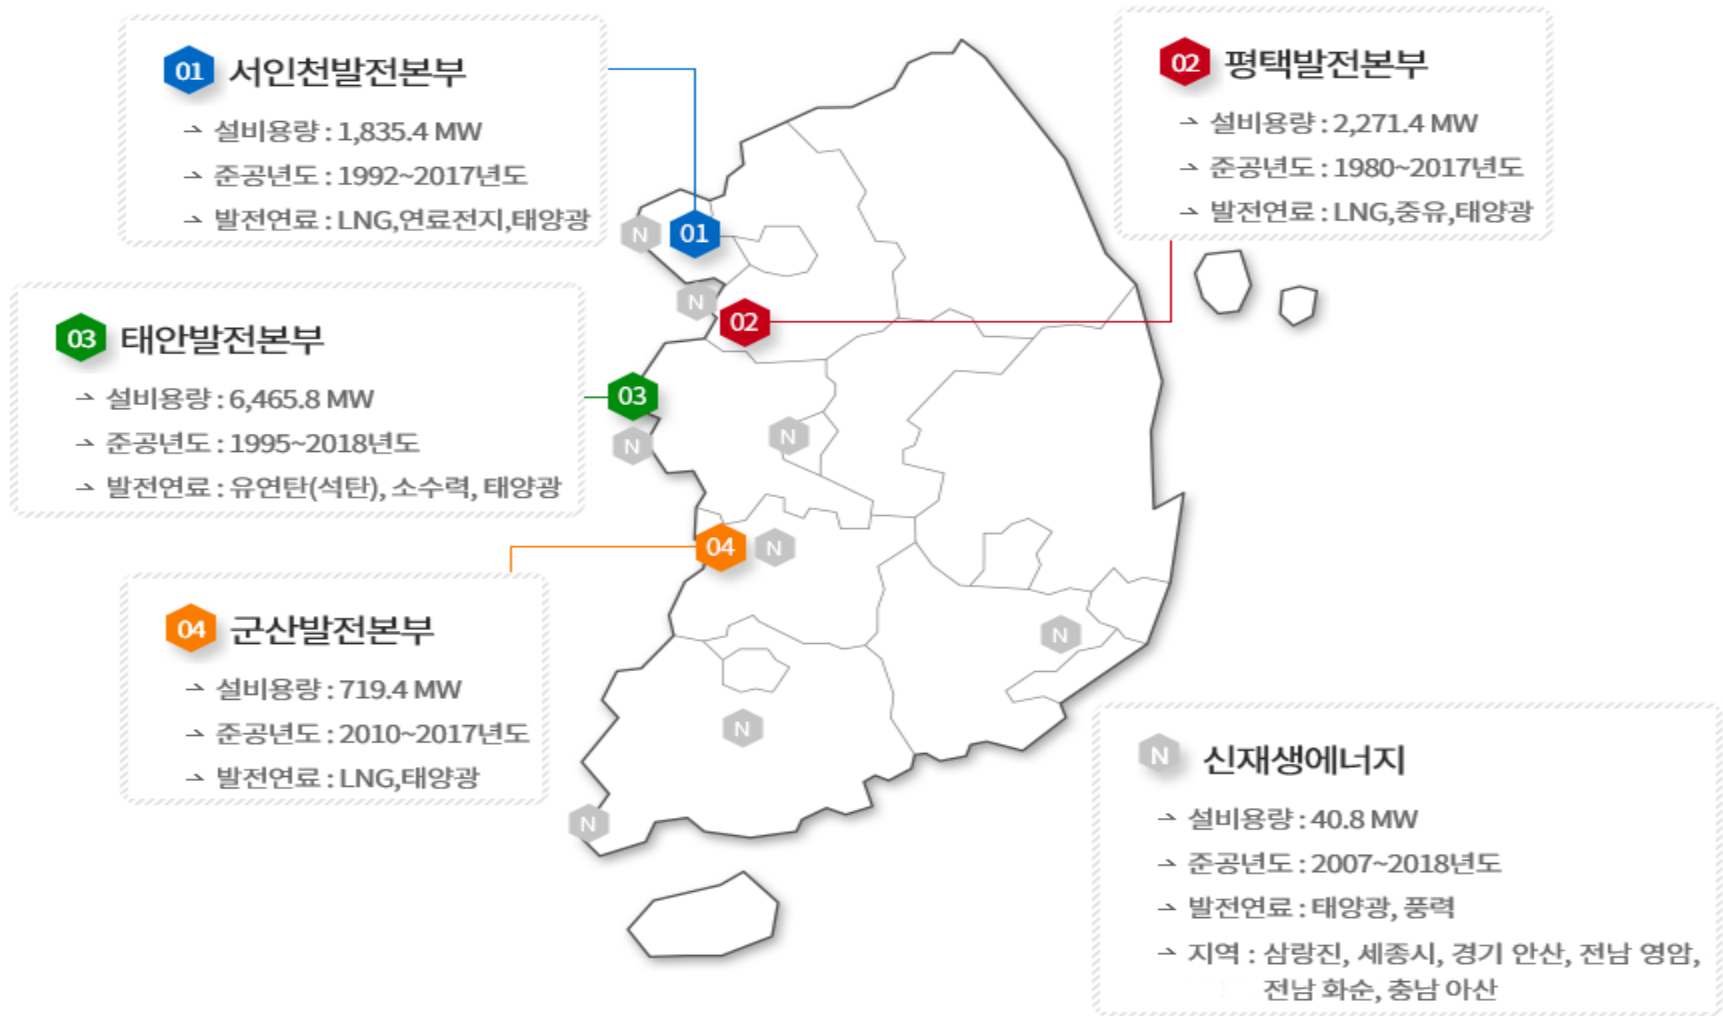 01 서인천발전본부
→ 설비용량 : 1,835.4 MW
→ 준공년도 : 1992~2017년도
→ 발전연료 : LNG,연료전지,태양광
02 평택발전본부
→ 설비용량 : 2,271.4 MW
→ 준공년도 : 1980~2017년도
→ 발전연료 : LNG,중유,태양광
03 태안발전본부
→ 설비용량 : 6,465.8 MW
→ 준공년도 : 1995~2018년도
→ 발전연료 : 유연탄(석탄), 소수력, 태양광
04 군산발전본부
→ 설비용량 : 719.4 MW
→ 준공년도 : 2010~2017년도
→ 발전연료 : LNG,태양광
N 신재생에너지
→ 설비용량 : 40.8 MW
→ 준공년도 : 2007~2018년도
→ 발전연료 : 태양광, 풍력
→ 지역 : 삼랑진, 세종시, 경기 안산, 전남 영암,
전남 화순, 충남 아산
N 01
N
02
03
N
N
04 N
N
N
N